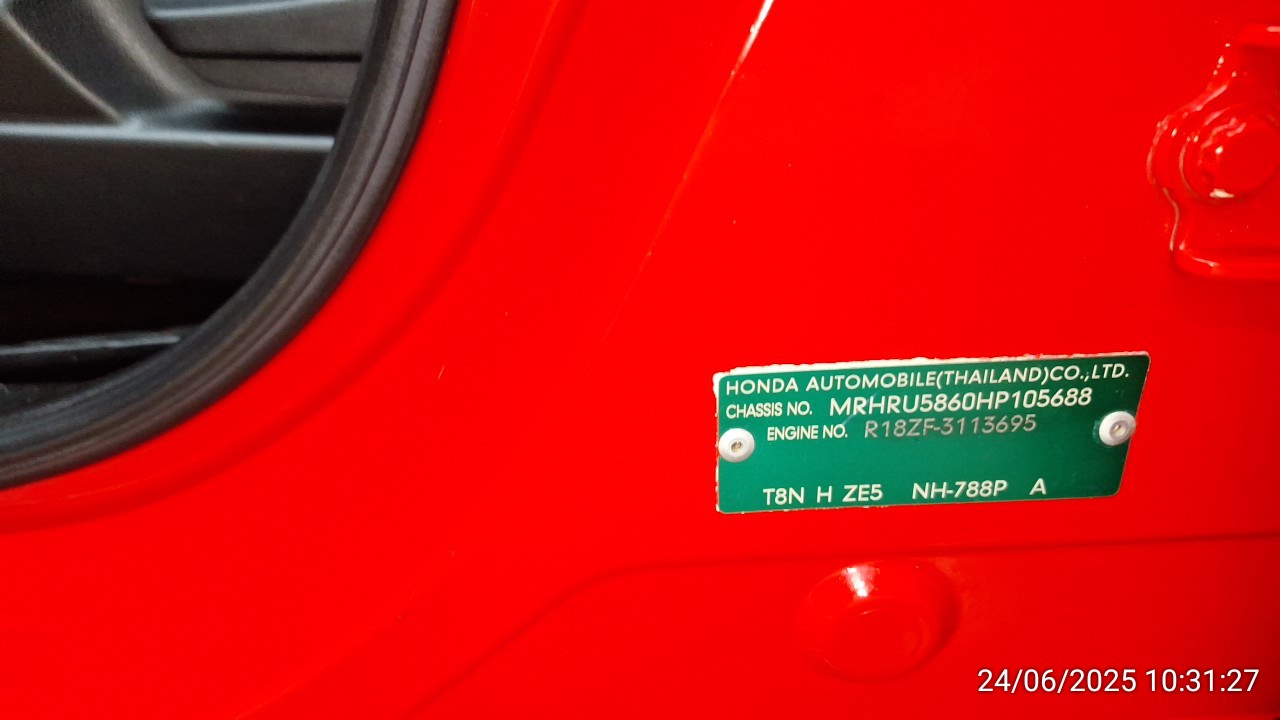 HONDA AUTOMOBILE(THAILAND)CO.,LTD.
CHASSIS NO. MRHRU5860HP105688
ENGINE NO. R18ZF-3113695
T8N H ZE5 NH-788P A
24/06/2025 10:31:27